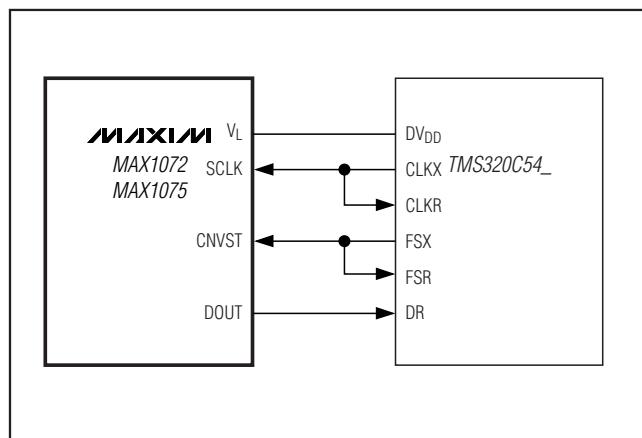 MAXIM
MAX1072
MAX1075
VL
SCLK
CNVST
DOUT
TMS320C54_
DVDD
CLKX
CLKR
FSX
FSR
DR